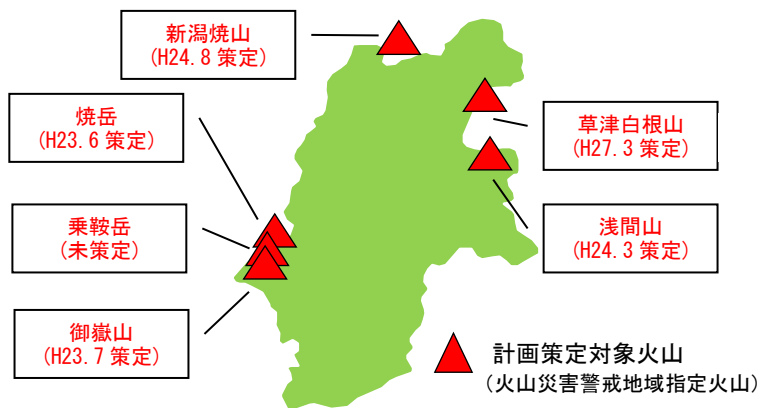 新潟焼山
(H24.8 策定)
焼岳
(H23.6 策定)
草津白根山
(H27.3 策定)
乗鞍岳
(未策定)
浅間山
(H24.3 策定)
御嶽山
(H23.7 策定)
計画策定対象火山
(火山災害警戒地域指定火山)